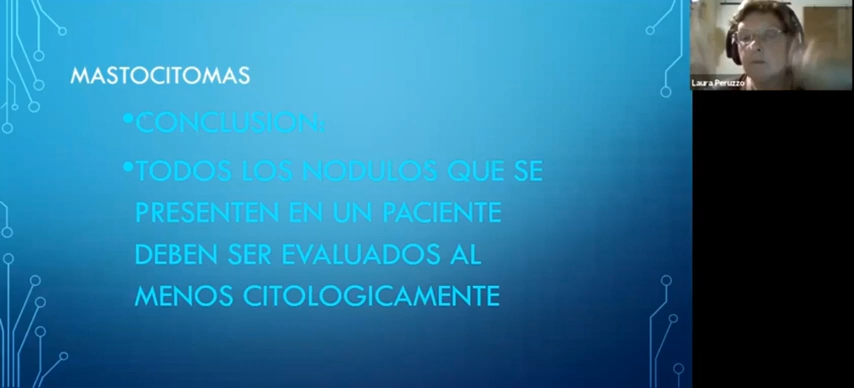 MASTOCITOMAS
•CONCLUSION:
•TODOS LOS NODULOS QUE SE
PRESENTEN EN UN PACIENTE
DEBEN SER EVALUADOS AL
MENOS CITOLOGICAMENTE
Laura Peruzzo